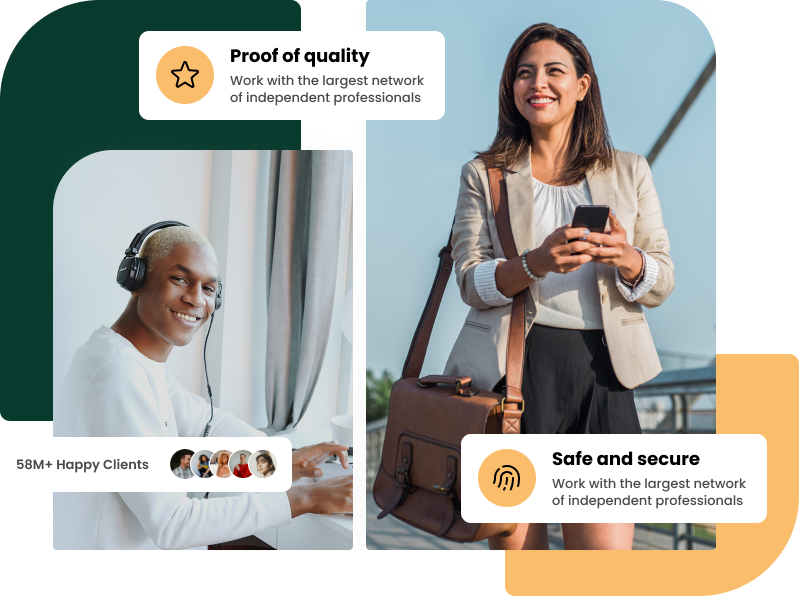 Proof of quality
Work with the largest network
of independent professionals
58M+ Happy Clients
Safe and secure
Work with the largest network
of independent professionals